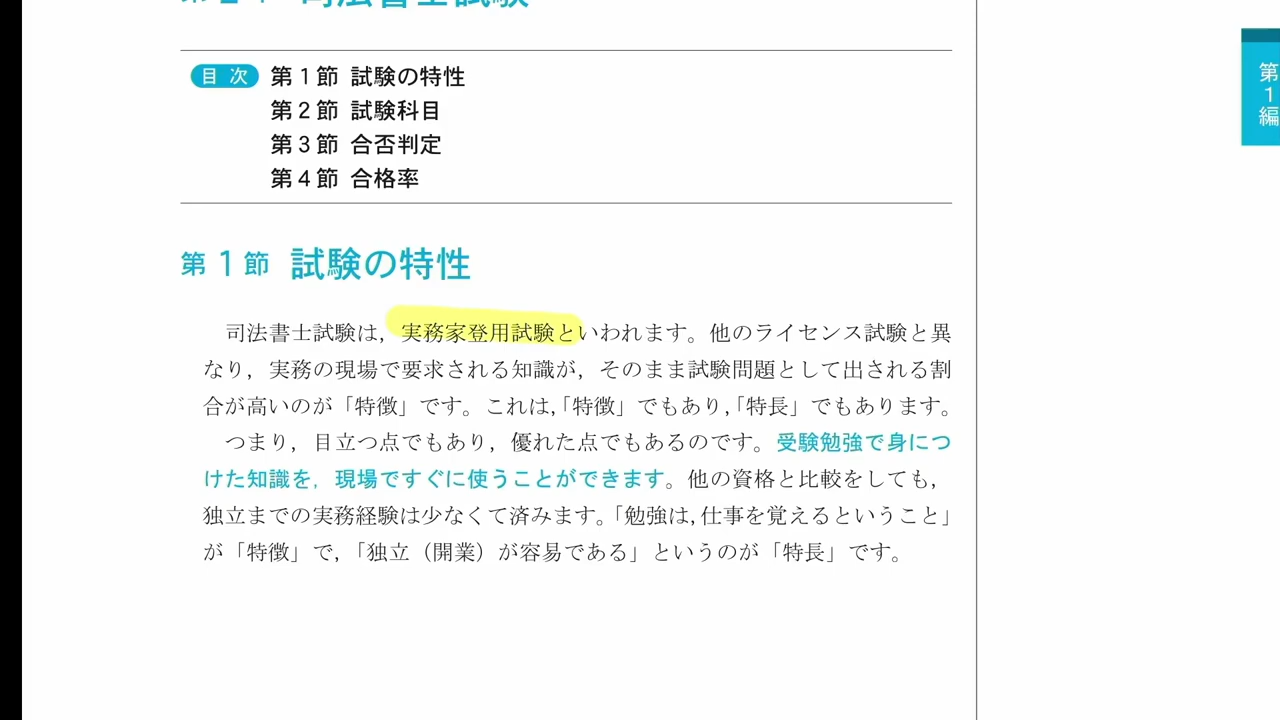 司法書士試験
目次
第1節 試験の特性
第2節 試験科目
第3節 合否判定
第4節 合格率
第1編
第1節 試験の特性
司法書士試験は，実務家登用試験といわれます。他のライセンス試験と異
なり，実務の現場で要求される知識が，そのまま試験問題として出される割
合が高いのが「特徴」です。これは，「特徴」でもあり，「特長」でもあります。
つまり，目立つ点でもあり，優れた点でもあるのです。受験勉強で身につ
けた知識を，現場ですぐに使うことができます。他の資格と比較をしても，
独立までの実務経験は少なくて済みます。「勉強は，仕事を覚えるということ」
が「特徴」で，「独立（開業）が容易である」というのが「特長」です。